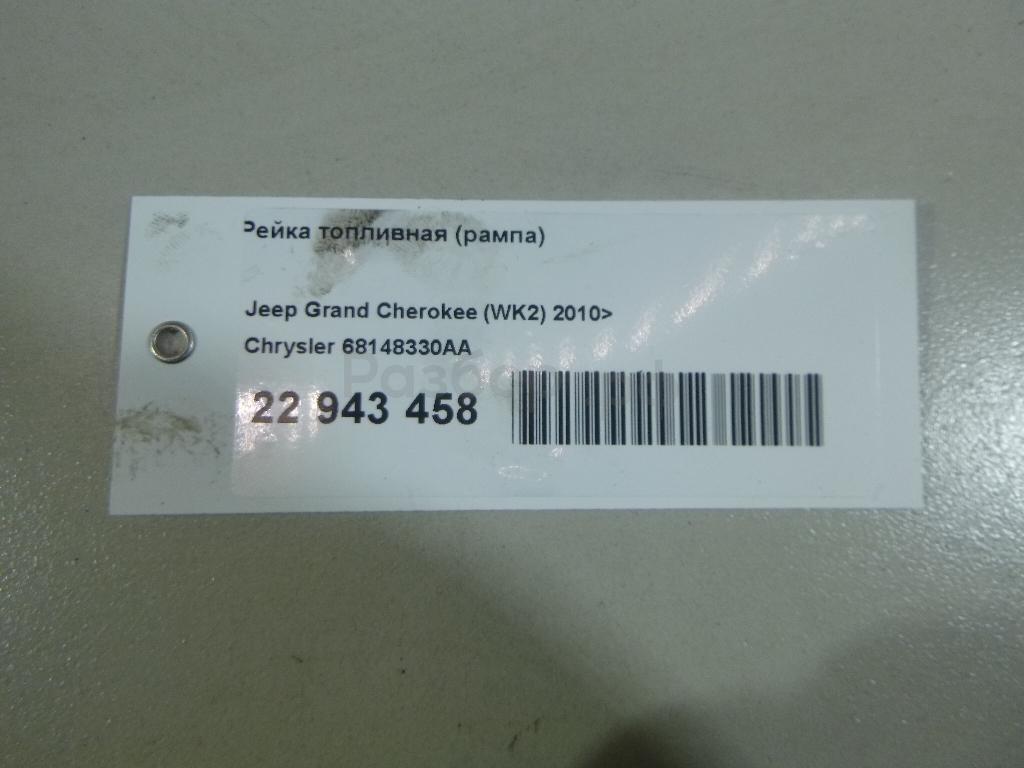 Рейка топливная (рампа)
Jeep Grand Cherokee (WK2) 2010>
Chrysler 68148330AA
22 943 458